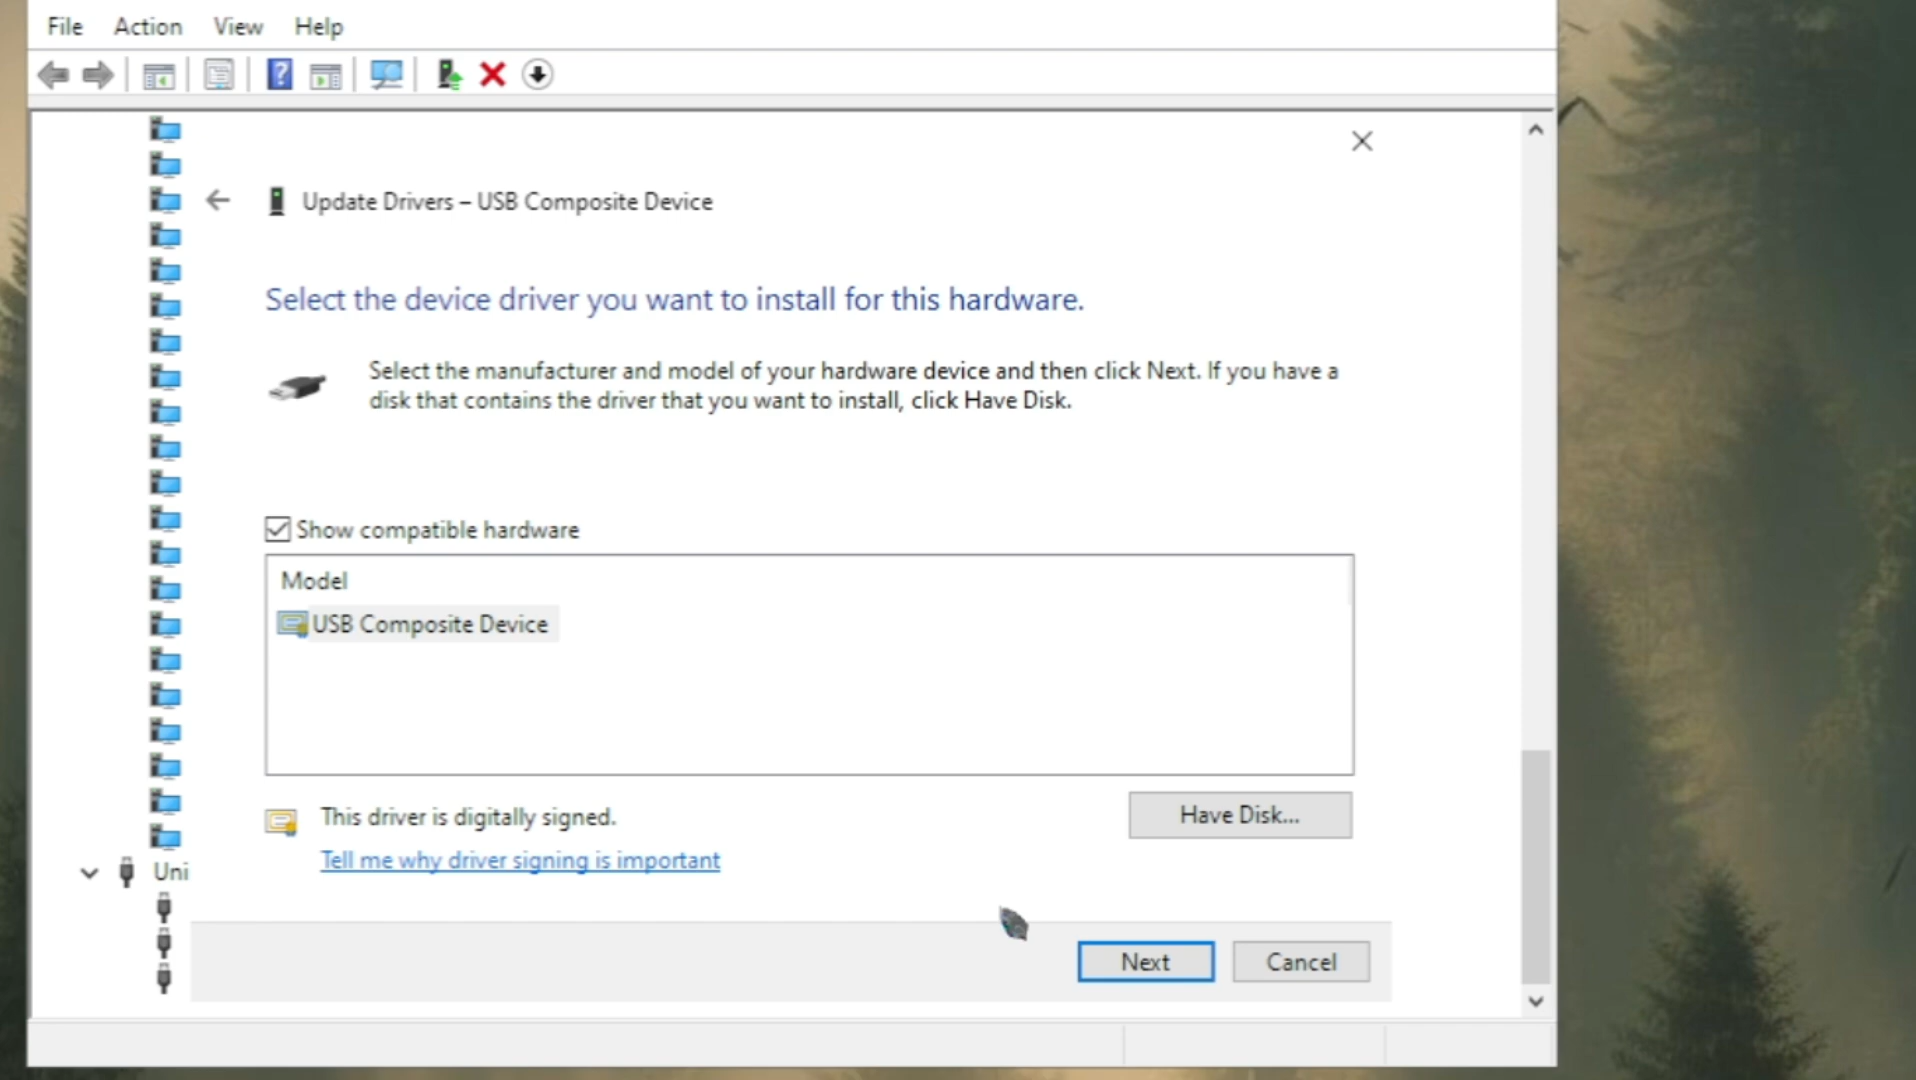 File Action View Help
Update Drivers – USB Composite Device
Select the device driver you want to install for this hardware.
Select the manufacturer and model of your hardware device and then click Next. If you have a
disk that contains the driver that you want to install, click Have Disk.
Show compatible hardware
Model
USB Composite Device
This driver is digitally signed.
Have Disk...
Tell me why driver signing is important
Uni
Next
Cancel